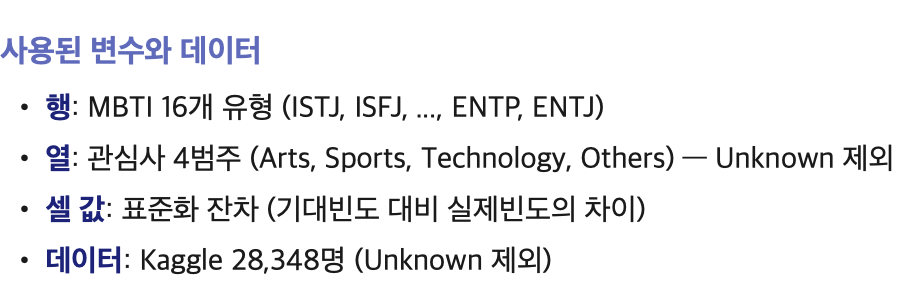 사용된 변수와 데이터
• 행: MBTI 16개 유형 (ISTJ, ISFJ, ..., ENTP, ENTJ)
• 열: 관심사 4범주 (Arts, Sports, Technology, Others) — Unknown 제외
• 셀 값: 표준화 잔차 (기대빈도 대비 실제빈도의 차이)
• 데이터: Kaggle 28,348명 (Unknown 제외)